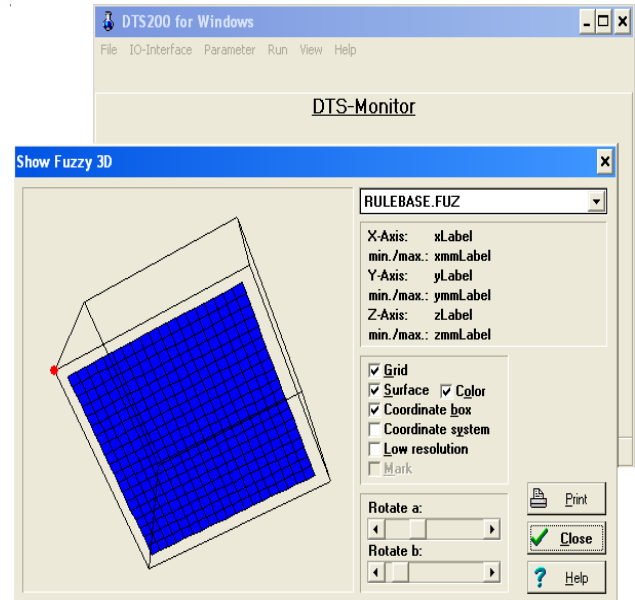 DTS200 for Windows
File IO-Interface Parameter Run View Help
DTS-Monitor
Show Fuzzy 3D
RULEBASE.FUZ
X-Axis: xLabel
min./max.: xmmLabel
Y-Axis: yLabel
min./max.: ymmLabel
Z-Axis: zLabel
min./max.: zmmLabel
Grid
Surface Color
Coordinate box
Coordinate system
Low resolution
Mark
Rotate a:
Rotate b:
Print
Close
? Help